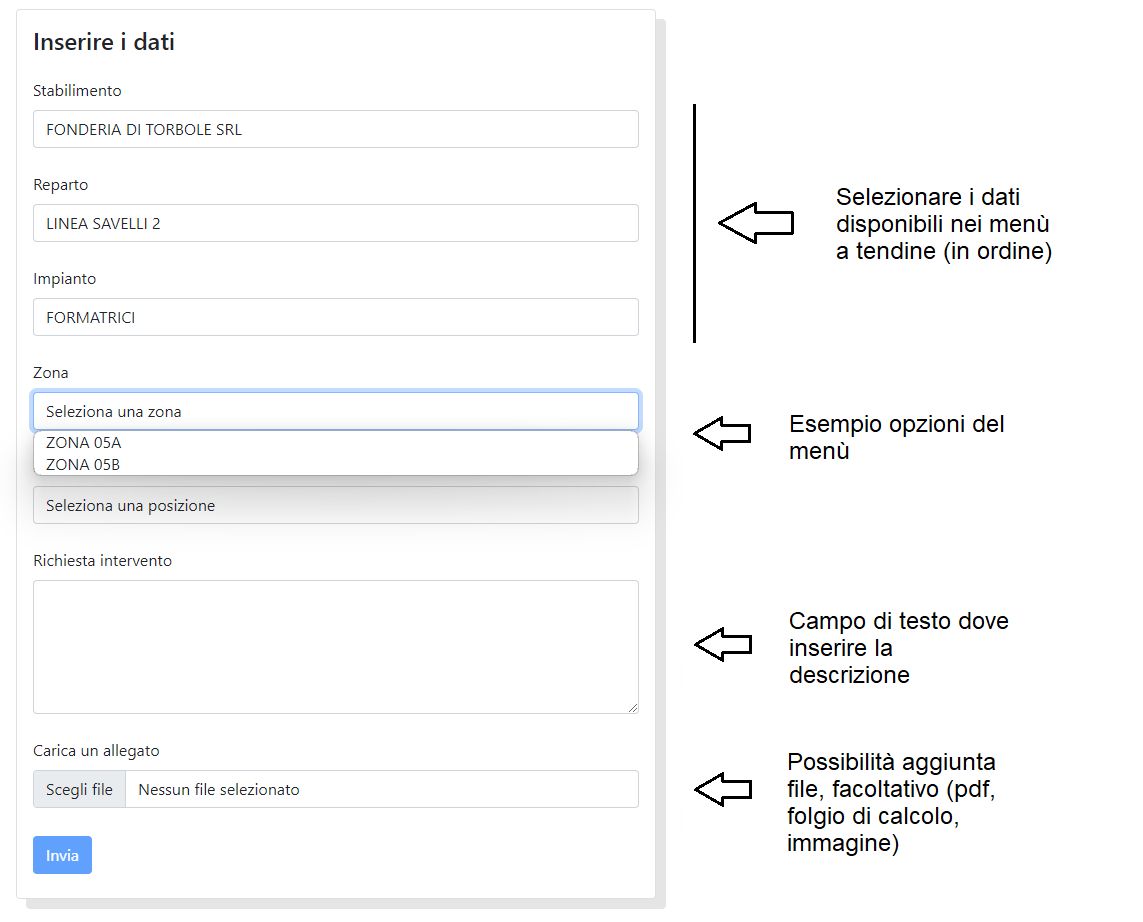 Inserire i dati
Stabilimento
FONDERIA DI TORBOLE SRL
Reparto
LINEA SAVELLI 2
Impianto
FORMATRICI
Selezionare i dati
disponibili nei menù
a tendine (in ordine)
Zona
Seleziona una zona
ZONA 05A
ZONA 05B
Esempio opzioni del
menù
Seleziona una posizione
Richiesta intervento
Campo di testo dove
inserire la
descrizione
Carica un allegato
Scegli file
Nessun file selezionato
Possibilità aggiunta
file, facoltativo (pdf,
folgio di calcolo,
immagine)
Invia